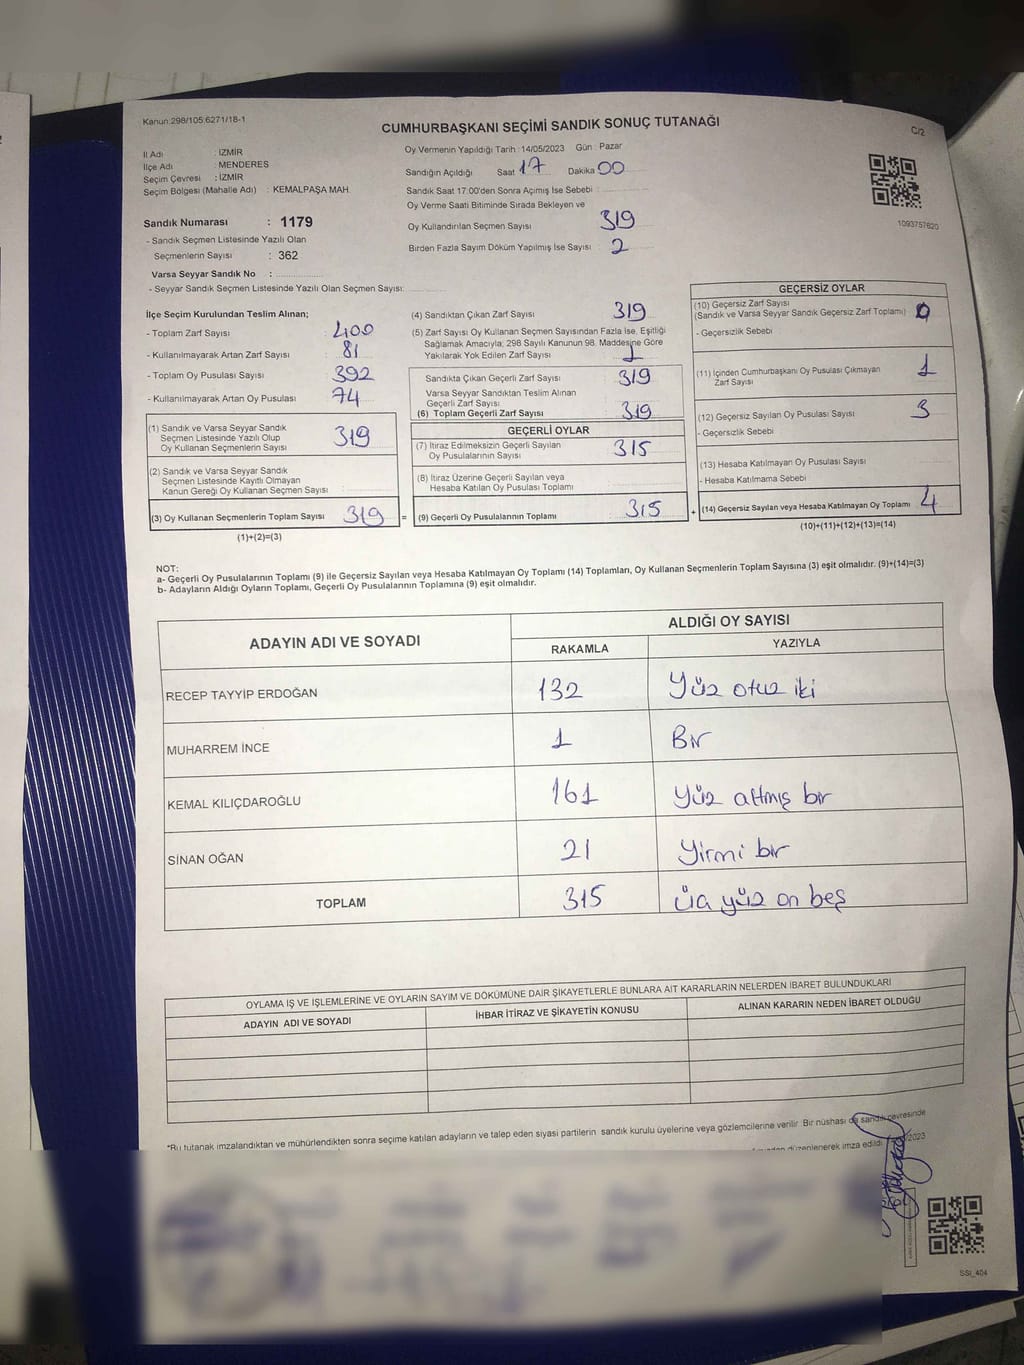 Kanun:298/105;6271/18-1
CUMHURBAŞKANI SEÇİMİ SANDIK SONUÇ TUTANAĞI
C/2
İl Adı : İZMİR
İlçe Adı : MENDERES
Seçim Çevresi : İZMİR
Seçim Bölgesi (Mahalle Adı) : KEMALPAŞA MAH.
Oy Vermenin Yapıldığı Tarih :14/05/2023 Gün : Pazar
Sandığın Açıldığı Saat 17 Dakika 00
Sandık Saat 17:00'den Sonra Açımış İse Sebebi :
Oy Verme Saati Bitiminde Sırada Bekleyen ve
Oy Kullandırılan Seçmen Sayısı : 319
Birden Fazla Sayım Döküm Yapılmış İse Sayısı : 2
1093757620
Sandık Numarası : 1179
- Sandık Seçmen Listesinde Yazılı Olan
Seçmenlerin Sayısı : 362
Varsa Seyyar Sandık No :
- Seyyar Sandık Seçmen Listesinde Yazılı Olan Seçmen Sayısı:
İlçe Seçim Kurulundan Teslim Alınan;
- Toplam Zarf Sayısı : 400
- Kullanılmayarak Artan Zarf Sayısı : 81
- Toplam Oy Pusulası Sayısı : 392
- Kullanılmayarak Artan Oy Pusulası : 74
(1) Sandık ve Varsa Seyyar Sandık
Seçmen Listesinde Yazılı Olup
Oy Kullanan Seçmenlerin Sayısı : 319
(2) Sandık ve Varsa Seyyar Sandık
Seçmen Listesinde Kayıtlı Olmayan
Kanun Gereği Oy Kullanan Seçmen Sayısı :
(3) Oy Kullanan Seçmenlerin Toplam Sayısı : 319 =
(1)+(2)=(3)
(4) Sandıktan Çıkan Zarf Sayısı : 319
(5) Zarf Sayısı Oy Kullanan Seçmen Sayısından Fazla İse, Eşitliği
Sağlamak Amacıyla; 298 Sayılı Kanunun 98. Maddesine Göre
Yakılarak Yok Edilen Zarf Sayısı : 1
Sandıkta Çıkan Geçerli Zarf Sayısı : 319
Varsa Seyyar Sandıktan Teslim Alınan
Geçerli Zarf Sayısı
(6) Toplam Geçerli Zarf Sayısı : 319
GEÇERLİ OYLAR
(7) İtiraz Edilmeksizin Geçerli Sayılan
Oy Pusulalarının Sayısı : 315
(8) İtiraz Üzerine Geçerli Sayılan veya
Hesaba Katılan Oy Pusulası Toplamı :
(9) Geçerli Oy Pusulalarının Toplamı : 315 +
GEÇERSİZ OYLAR
(10) Geçersiz Zarf Sayısı
(Sandık ve Varsa Seyyar Sandık Geçersiz Zarf Toplamı) : 0
- Geçersizlik Sebebi :
(11) İçinden Cumhurbaşkanı Oy Pusulası Çıkmayan
Zarf Sayısı : 1
(12) Geçersiz Sayılan Oy Pusulası Sayısı : 3
- Geçersizlik Sebebi :
(13) Hesaba Katılmayan Oy Pusulası Sayısı :
- Hesaba Katılmama Sebebi :
(14) Geçersiz Sayılan veya Hesaba Katılmayan Oy Toplamı : 4
(10)+(11)+(12)+(13)=(14)
NOT:
a- Geçerli Oy Pusulalarının Toplamı (9) ile Geçersiz Sayılan veya Hesaba Katılmayan Oy Toplamı (14) Toplamları, Oy Kullanan Seçmenlerin Toplam Sayısına (3) eşit olmalıdır. (9)+(14)=(3)
b- Adayların Aldığı Oyların Toplamı, Geçerli Oy Pusulalarının Toplamına (9) eşit olmalıdır.
ADAYIN ADI VE SOYADI
ALDIĞI OY SAYISI
RAKAMLA YAZIYLA
RECEP TAYYİP ERDOĞAN 132 Yüz otuz iki
MUHARREM İNCE 1 Bir
KEMAL KILIÇDAROĞLU 161 Yüz altmış bir
SİNAN OĞAN 21 Yirmi bir
TOPLAM 315 üç yüz on beş
OYLAMA İŞ VE İŞLEMLERİNE VE OYLARIN SAYIM VE DÖKÜMÜNE DAİR ŞİKAYETLERLE BUNLARA AİT KARARLARIN NELERDEN İBARET BULUNDUKLARI
ADAYIN ADI VE SOYADI İHBAR İTİRAZ VE ŞİKAYETİN KONUSU ALINAN KARARIN NEDEN İBARET OLDUĞU
*Bu tutanak imzalandıktan ve mühürlendikten sonra seçime katılan adayların ve talep eden siyasi partilerin sandık kurulu üyelerine veya gözlemcilerine verilir. Bir nüshası da sandık çevresinde
düzenlenerek imza edildi. 2023
SSİ_404